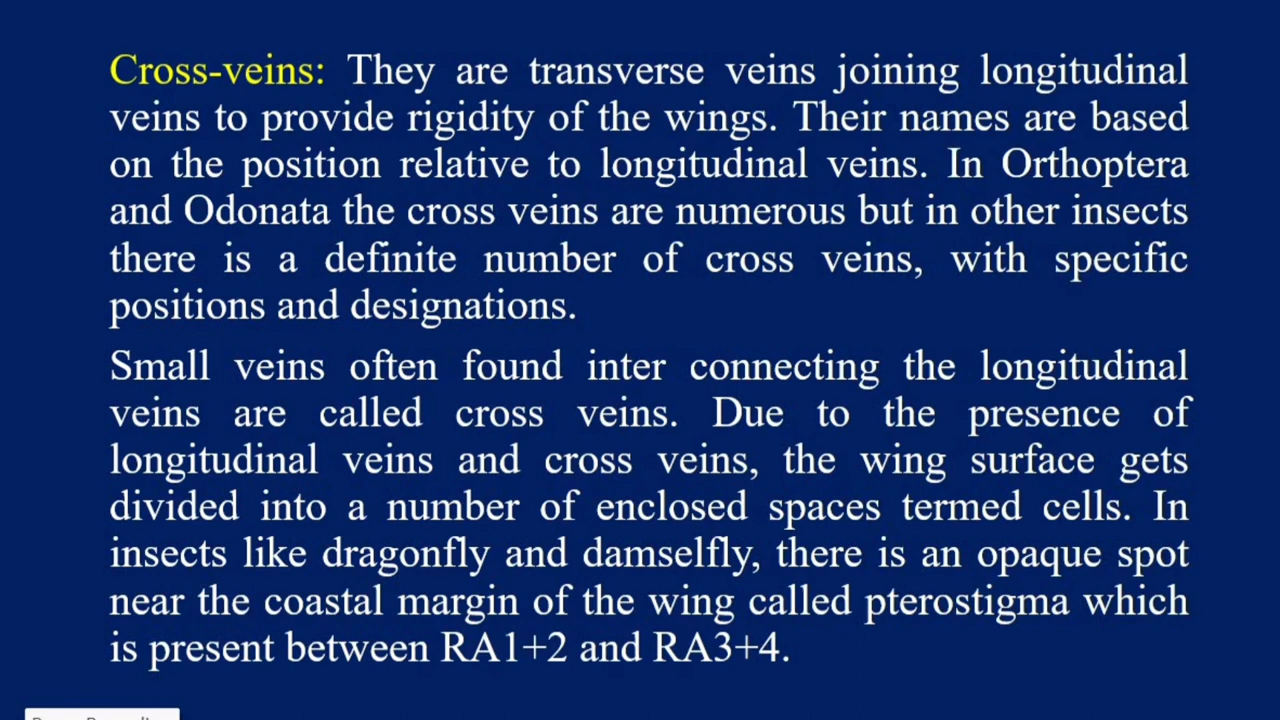 Cross-veins: They are transverse veins joining longitudinal
veins to provide rigidity of the wings. Their names are based
on the position relative to longitudinal veins. In Orthoptera
and Odonata the cross veins are numerous but in other insects
there is a definite number of cross veins, with specific
positions and designations.
Small veins often found inter connecting the longitudinal
veins are called cross veins. Due to the presence of
longitudinal veins and cross veins, the wing surface gets
divided into a number of enclosed spaces termed cells. In
insects like dragonfly and damselfly, there is an opaque spot
near the coastal margin of the wing called pterostigma which
is present between RA1+2 and RA3+4.